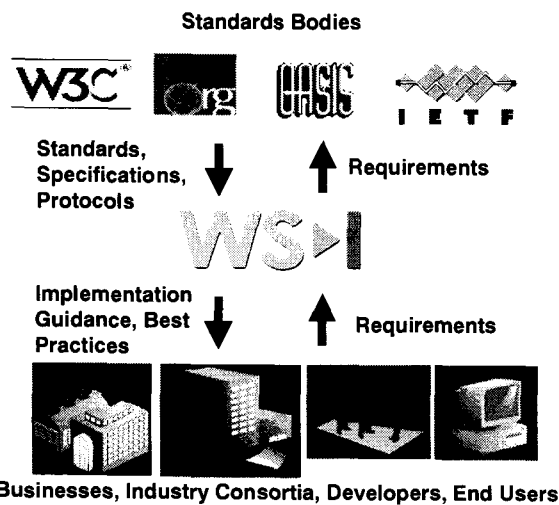 Standards Bodies
W3C®
Org
OASIS
I E T F
Standards,
Specifications,
Protocols
Requirements
WS▸I
Implementation
Guidance, Best
Practices
Requirements
Businesses, Industry Consortia, Developers, End Users